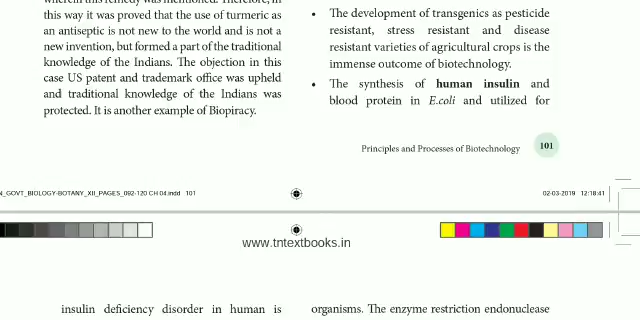 wherein this remedy was mentioned. Therefore, in
this way it was proved that the use of turmeric as
an antiseptic is not new to the world and is not a
new invention, but formed a part of the traditional
knowledge of the Indians. The objection in this
case US patent and trademark office was upheld
and traditional knowledge of the Indians was
protected. It is another example of Biopiracy.
• The development of transgenics as pesticide
resistant, stress resistant and disease
resistant varieties of agricultural crops is the
immense outcome of biotechnology.
• The synthesis of human insulin and
blood protein in E.coli and utilized for
Principles and Processes of Biotechnology 101
N_GOVT_BIOLOGY-BOTANY_XII_PAGES_092-120 CH 04.indd 101
02-03-2019 12:18:41
www.tntextbooks.in
insulin deficiency disorder in human is
organisms. The enzyme restriction endonuclease